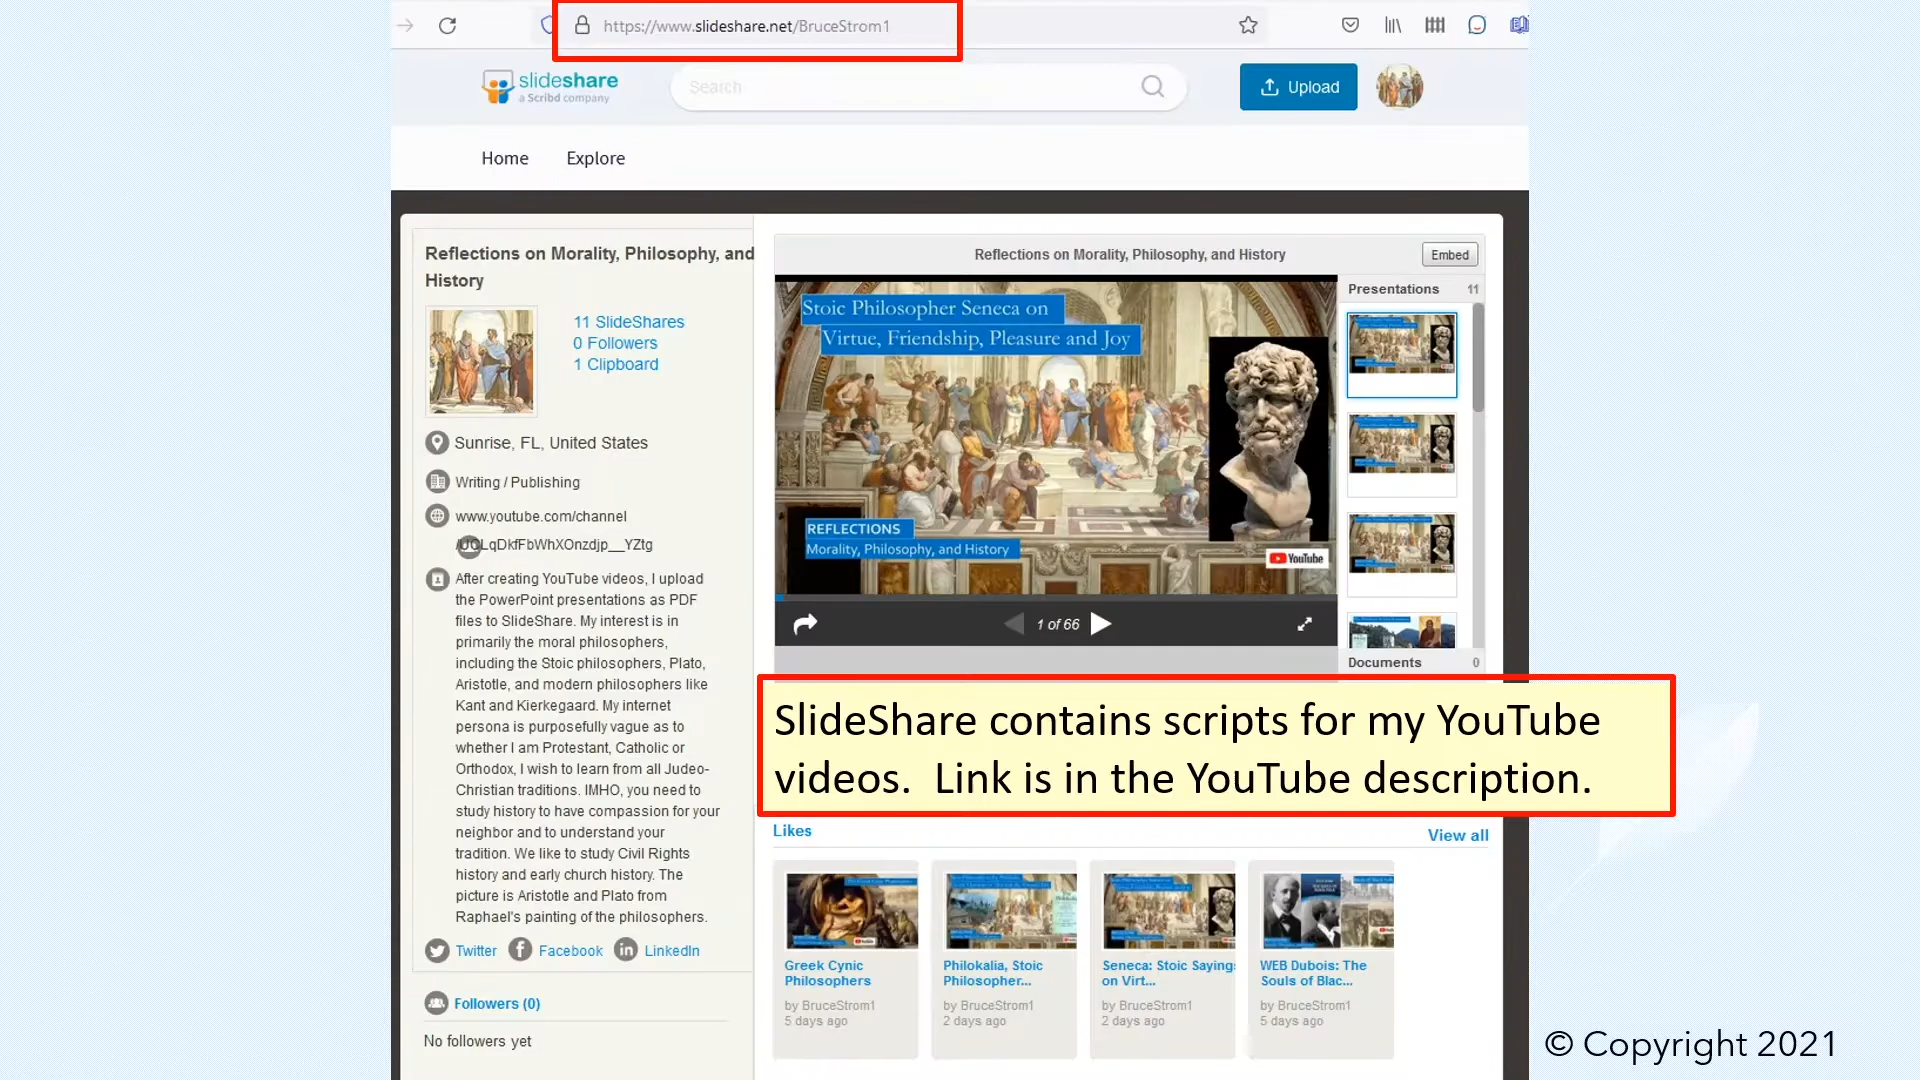 https://www.slideshare.net/BruceStrom1
slideshare
a Scribd company
Search
Upload
Home
Explore
Reflections on Morality, Philosophy, and
History
11 SlideShares
0 Followers
1 Clipboard
Sunrise, FL, United States
Writing / Publishing
www.youtube.com/channel
/UCLqDkfFbWhXOnzdjp__YZtg
After creating YouTube videos, I upload
the PowerPoint presentations as PDF
files to SlideShare. My interest is in
primarily the moral philosophers,
including the Stoic philosophers, Plato,
Aristotle, and modern philosophers like
Kant and Kierkegaard. My internet
persona is purposefully vague as to
whether I am Protestant, Catholic or
Orthodox, I wish to learn from all Judeo-
Christian traditions. IMHO, you need to
study history to have compassion for your
neighbor and to understand your
tradition. We like to study Civil Rights
history and early church history. The
picture is Aristotle and Plato from
Raphael's painting of the philosophers.
Twitter
Facebook
LinkedIn
Followers (0)
No followers yet
Reflections on Morality, Philosophy, and History
Embed
Stoic Philosopher Seneca on
Virtue, Friendship, Pleasure and Joy
REFLECTIONS
Morality, Philosophy, and History
YouTube
1 of 66
Presentations 11
Documents 0
SlideShare contains scripts for my YouTube
videos. Link is in the YouTube description.
Likes
View all
Greek Cynic
Philosophers
by BruceStrom1
5 days ago
Philokalia, Stoic
Philosopher...
by BruceStrom1
2 days ago
Seneca: Stoic Sayings
on Virt...
by BruceStrom1
2 days ago
WEB Dubois: The
Souls of Blac...
by BruceStrom1
5 days ago
© Copyright 2021